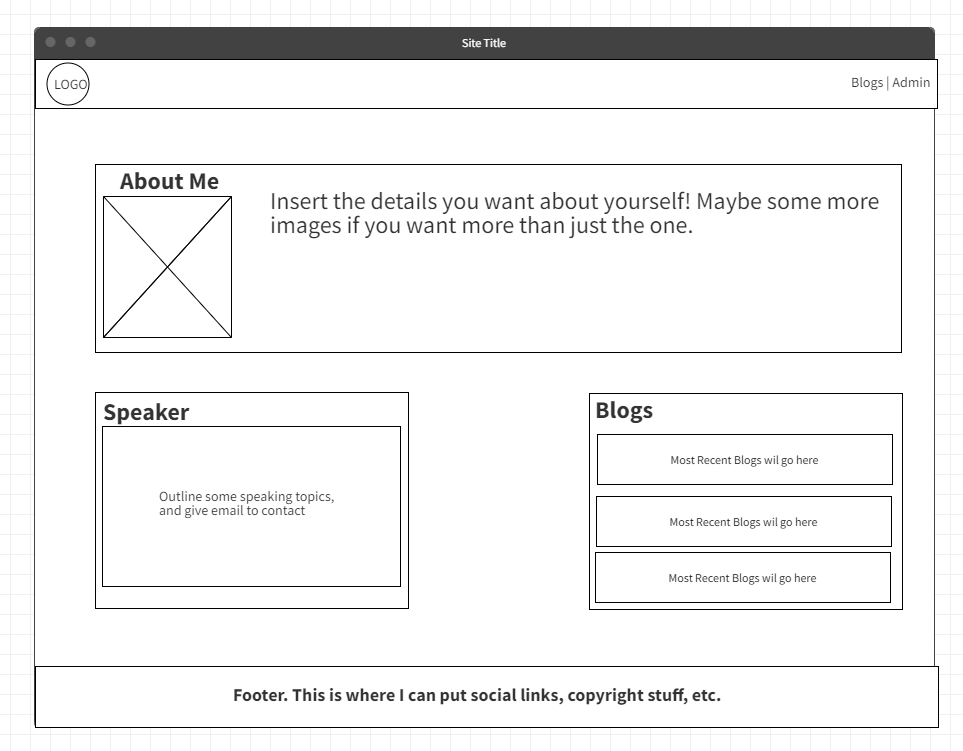 Site Title
LOGO
Blogs | Admin
About Me
Insert the details you want about yourself! Maybe some more
images if you want more than just the one.
Speaker
Outline some speaking topics,
and give email to contact
Blogs
Most Recent Blogs wil go here
Most Recent Blogs wil go here
Most Recent Blogs wil go here
Footer. This is where I can put social links, copyright stuff, etc.